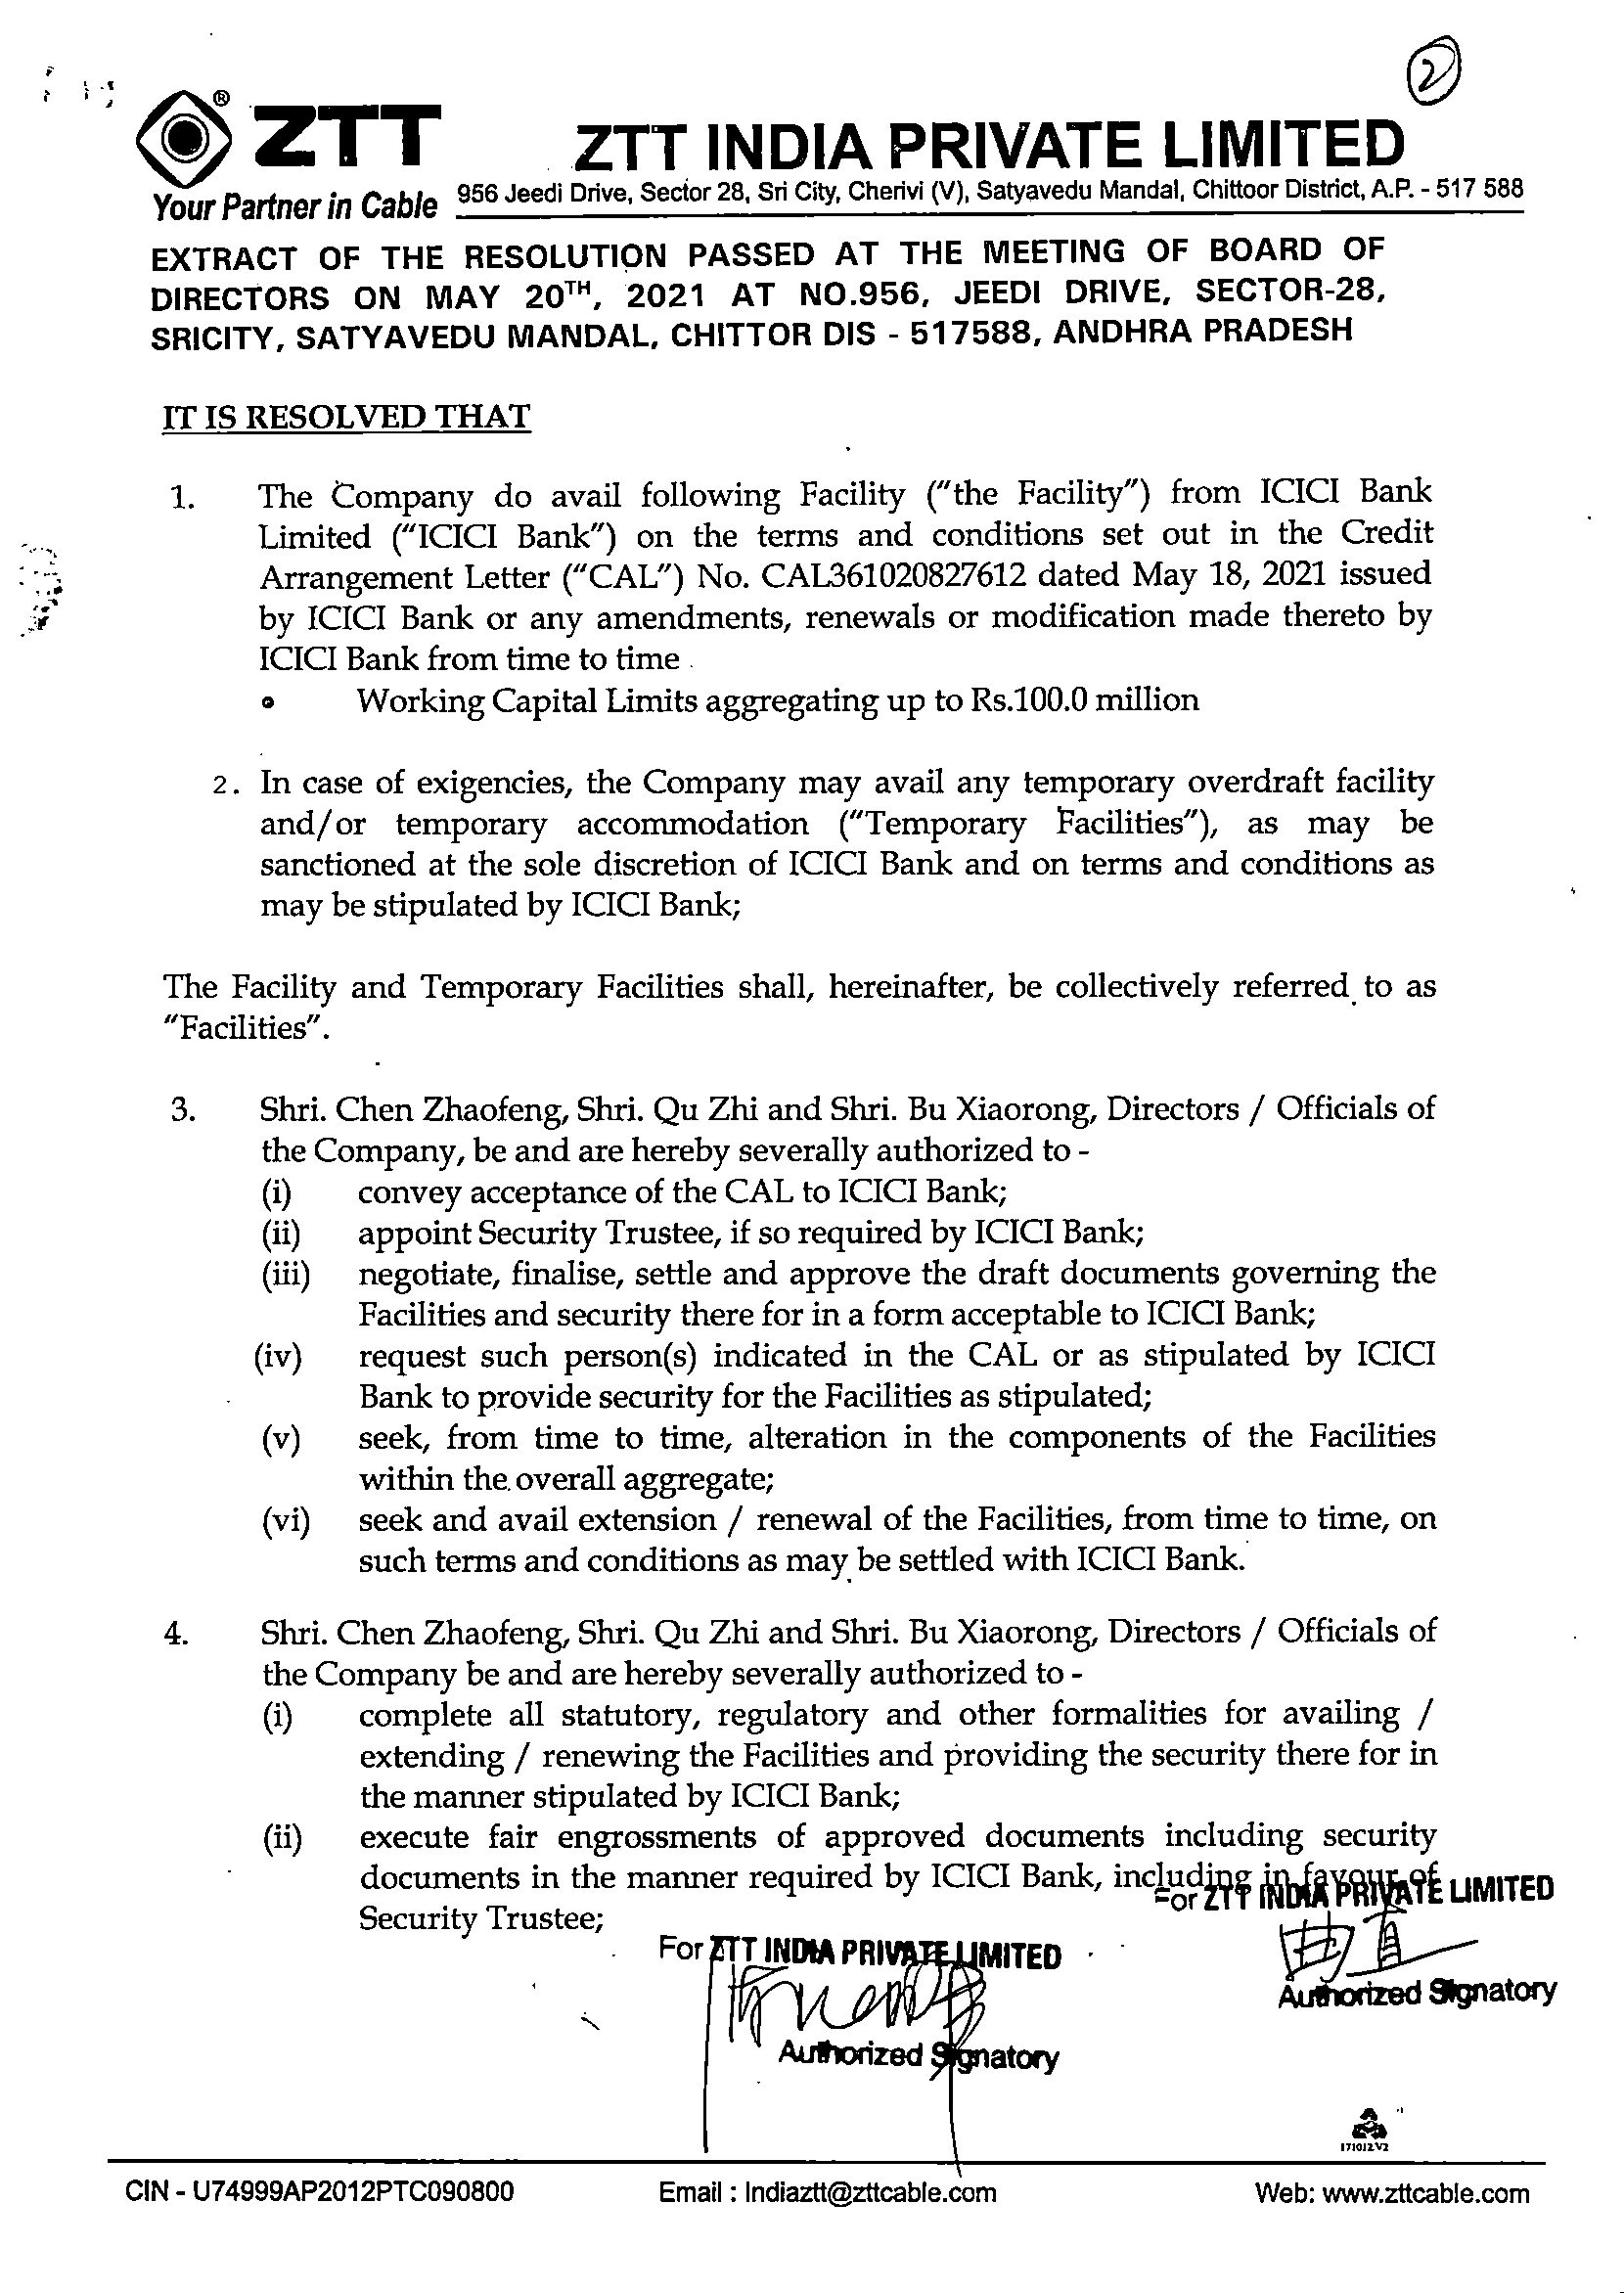 2
® ZTT
ZTT INDIA PRIVATE LIMITED
Your Partner in Cable
956 Jeedi Drive, Sector 28, Sri City, Cherivi (V), Satyavedu Mandal, Chittoor District, A.P. - 517 588
EXTRACT OF THE RESOLUTION PASSED AT THE MEETING OF BOARD OF
DIRECTORS ON MAY 20TH, 2021 AT NO.956, JEEDI DRIVE, SECTOR-28,
SRICITY, SATYAVEDU MANDAL, CHITTOR DIS - 517588, ANDHRA PRADESH
IT IS RESOLVED THAT
1. The Company do avail following Facility ("the Facility") from ICICI Bank
Limited ("ICICI Bank") on the terms and conditions set out in the Credit
Arrangement Letter ("CAL") No. CAL361020827612 dated May 18, 2021 issued
by ICICI Bank or any amendments, renewals or modification made thereto by
ICICI Bank from time to time
• Working Capital Limits aggregating up to Rs.100.0 million
2. In case of exigencies, the Company may avail any temporary overdraft facility
and/or temporary accommodation ("Temporary Facilities"), as may be
sanctioned at the sole discretion of ICICI Bank and on terms and conditions as
may be stipulated by ICICI Bank;
The Facility and Temporary Facilities shall, hereinafter, be collectively referred to as
"Facilities".
3. Shri. Chen Zhaofeng, Shri. Qu Zhi and Shri. Bu Xiaorong, Directors / Officials of
the Company, be and are hereby severally authorized to -
(i) convey acceptance of the CAL to ICICI Bank;
(ii) appoint Security Trustee, if so required by ICICI Bank;
(iii) negotiate, finalise, settle and approve the draft documents governing the
Facilities and security there for in a form acceptable to ICICI Bank;
(iv) request such person(s) indicated in the CAL or as stipulated by ICICI
Bank to provide security for the Facilities as stipulated;
(v) seek, from time to time, alteration in the components of the Facilities
within the overall aggregate;
(vi) seek and avail extension / renewal of the Facilities, from time to time, on
such terms and conditions as may be settled with ICICI Bank.
4. Shri. Chen Zhaofeng, Shri. Qu Zhi and Shri. Bu Xiaorong, Directors / Officials of
the Company be and are hereby severally authorized to -
(i) complete all statutory, regulatory and other formalities for availing /
extending / renewing the Facilities and providing the security there for in
the manner stipulated by ICICI Bank;
(ii) execute fair engrossments of approved documents including security
documents in the manner required by ICICI Bank, including in favour of
Security Trustee;
For ZTT INDIA PRIVATE LIMITED
曲直
Authorized Signatory
For ZTT INDIA PRIVATE LIMITED
Authorized Signatory
171012V2
CIN - U74999AP2012PTC090800
Email : Indiaztt@zttcable.com
Web: www.zttcable.com